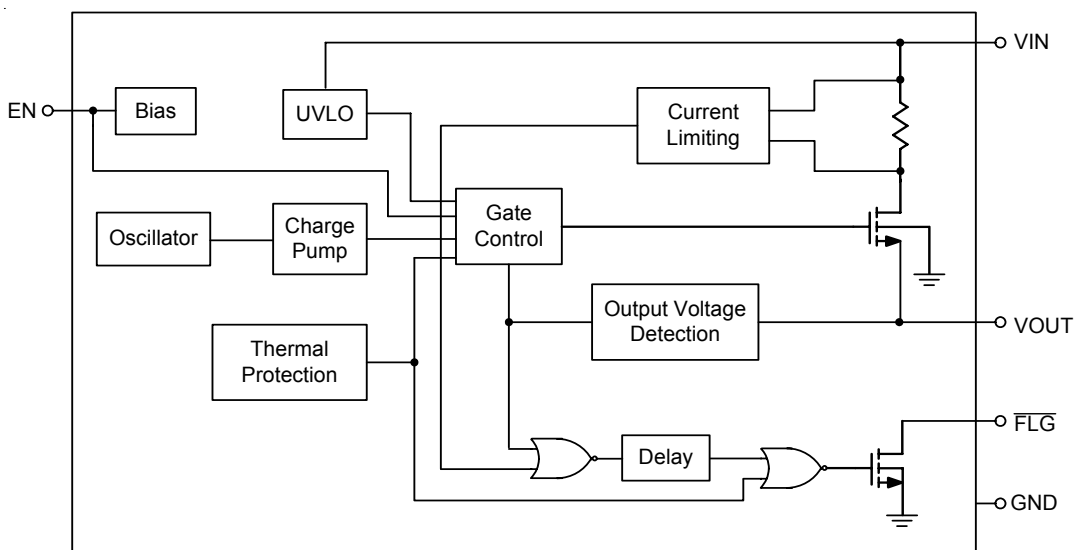 VIN
EN
Bias
UVLO
Current
Limiting
Gate
Control
Oscillator
Charge
Pump
Output Voltage
Detection
VOUT
Thermal
Protection
FLG
Delay
GND